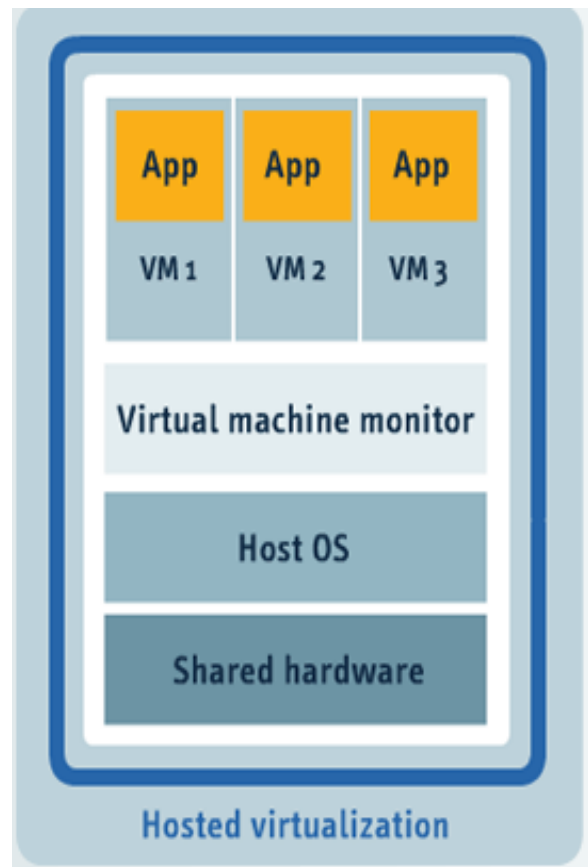 App App App
VM 1 VM 2 VM 3
Virtual machine monitor
Host OS
Shared hardware
Hosted virtualization